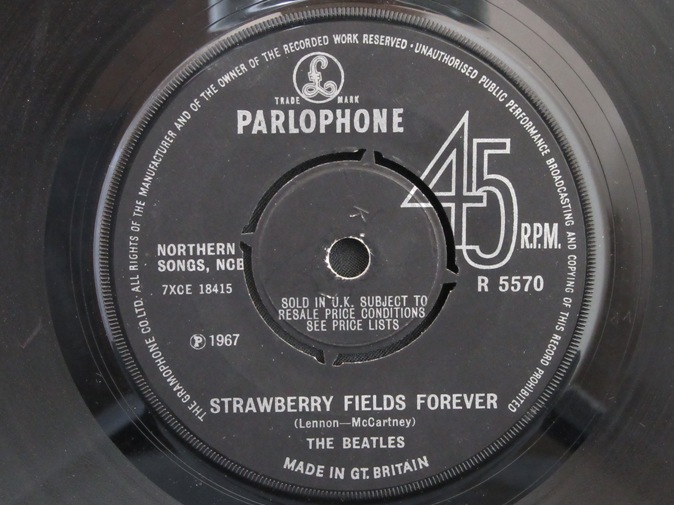 THE GRAMOPHONE CO. LTD. ALL RIGHTS OF THE MANUFACTURER AND OF THE OWNER OF THE RECORDED WORK RESERVED · UNAUTHORISED PUBLIC PERFORMANCE BROADCASTING AND COPYING OF THIS RECORD PROHIBITED
£
TRADE MARK
PARLOPHONE
45 R.P.M.
NORTHERN
SONGS, NCB
7XCE 18415
R 5570
K
SOLD IN U.K. SUBJECT TO
RESALE PRICE CONDITIONS
SEE PRICE LISTS
℗ 1967
STRAWBERRY FIELDS FOREVER
(Lennon—McCartney)
THE BEATLES
MADE IN GT. BRITAIN